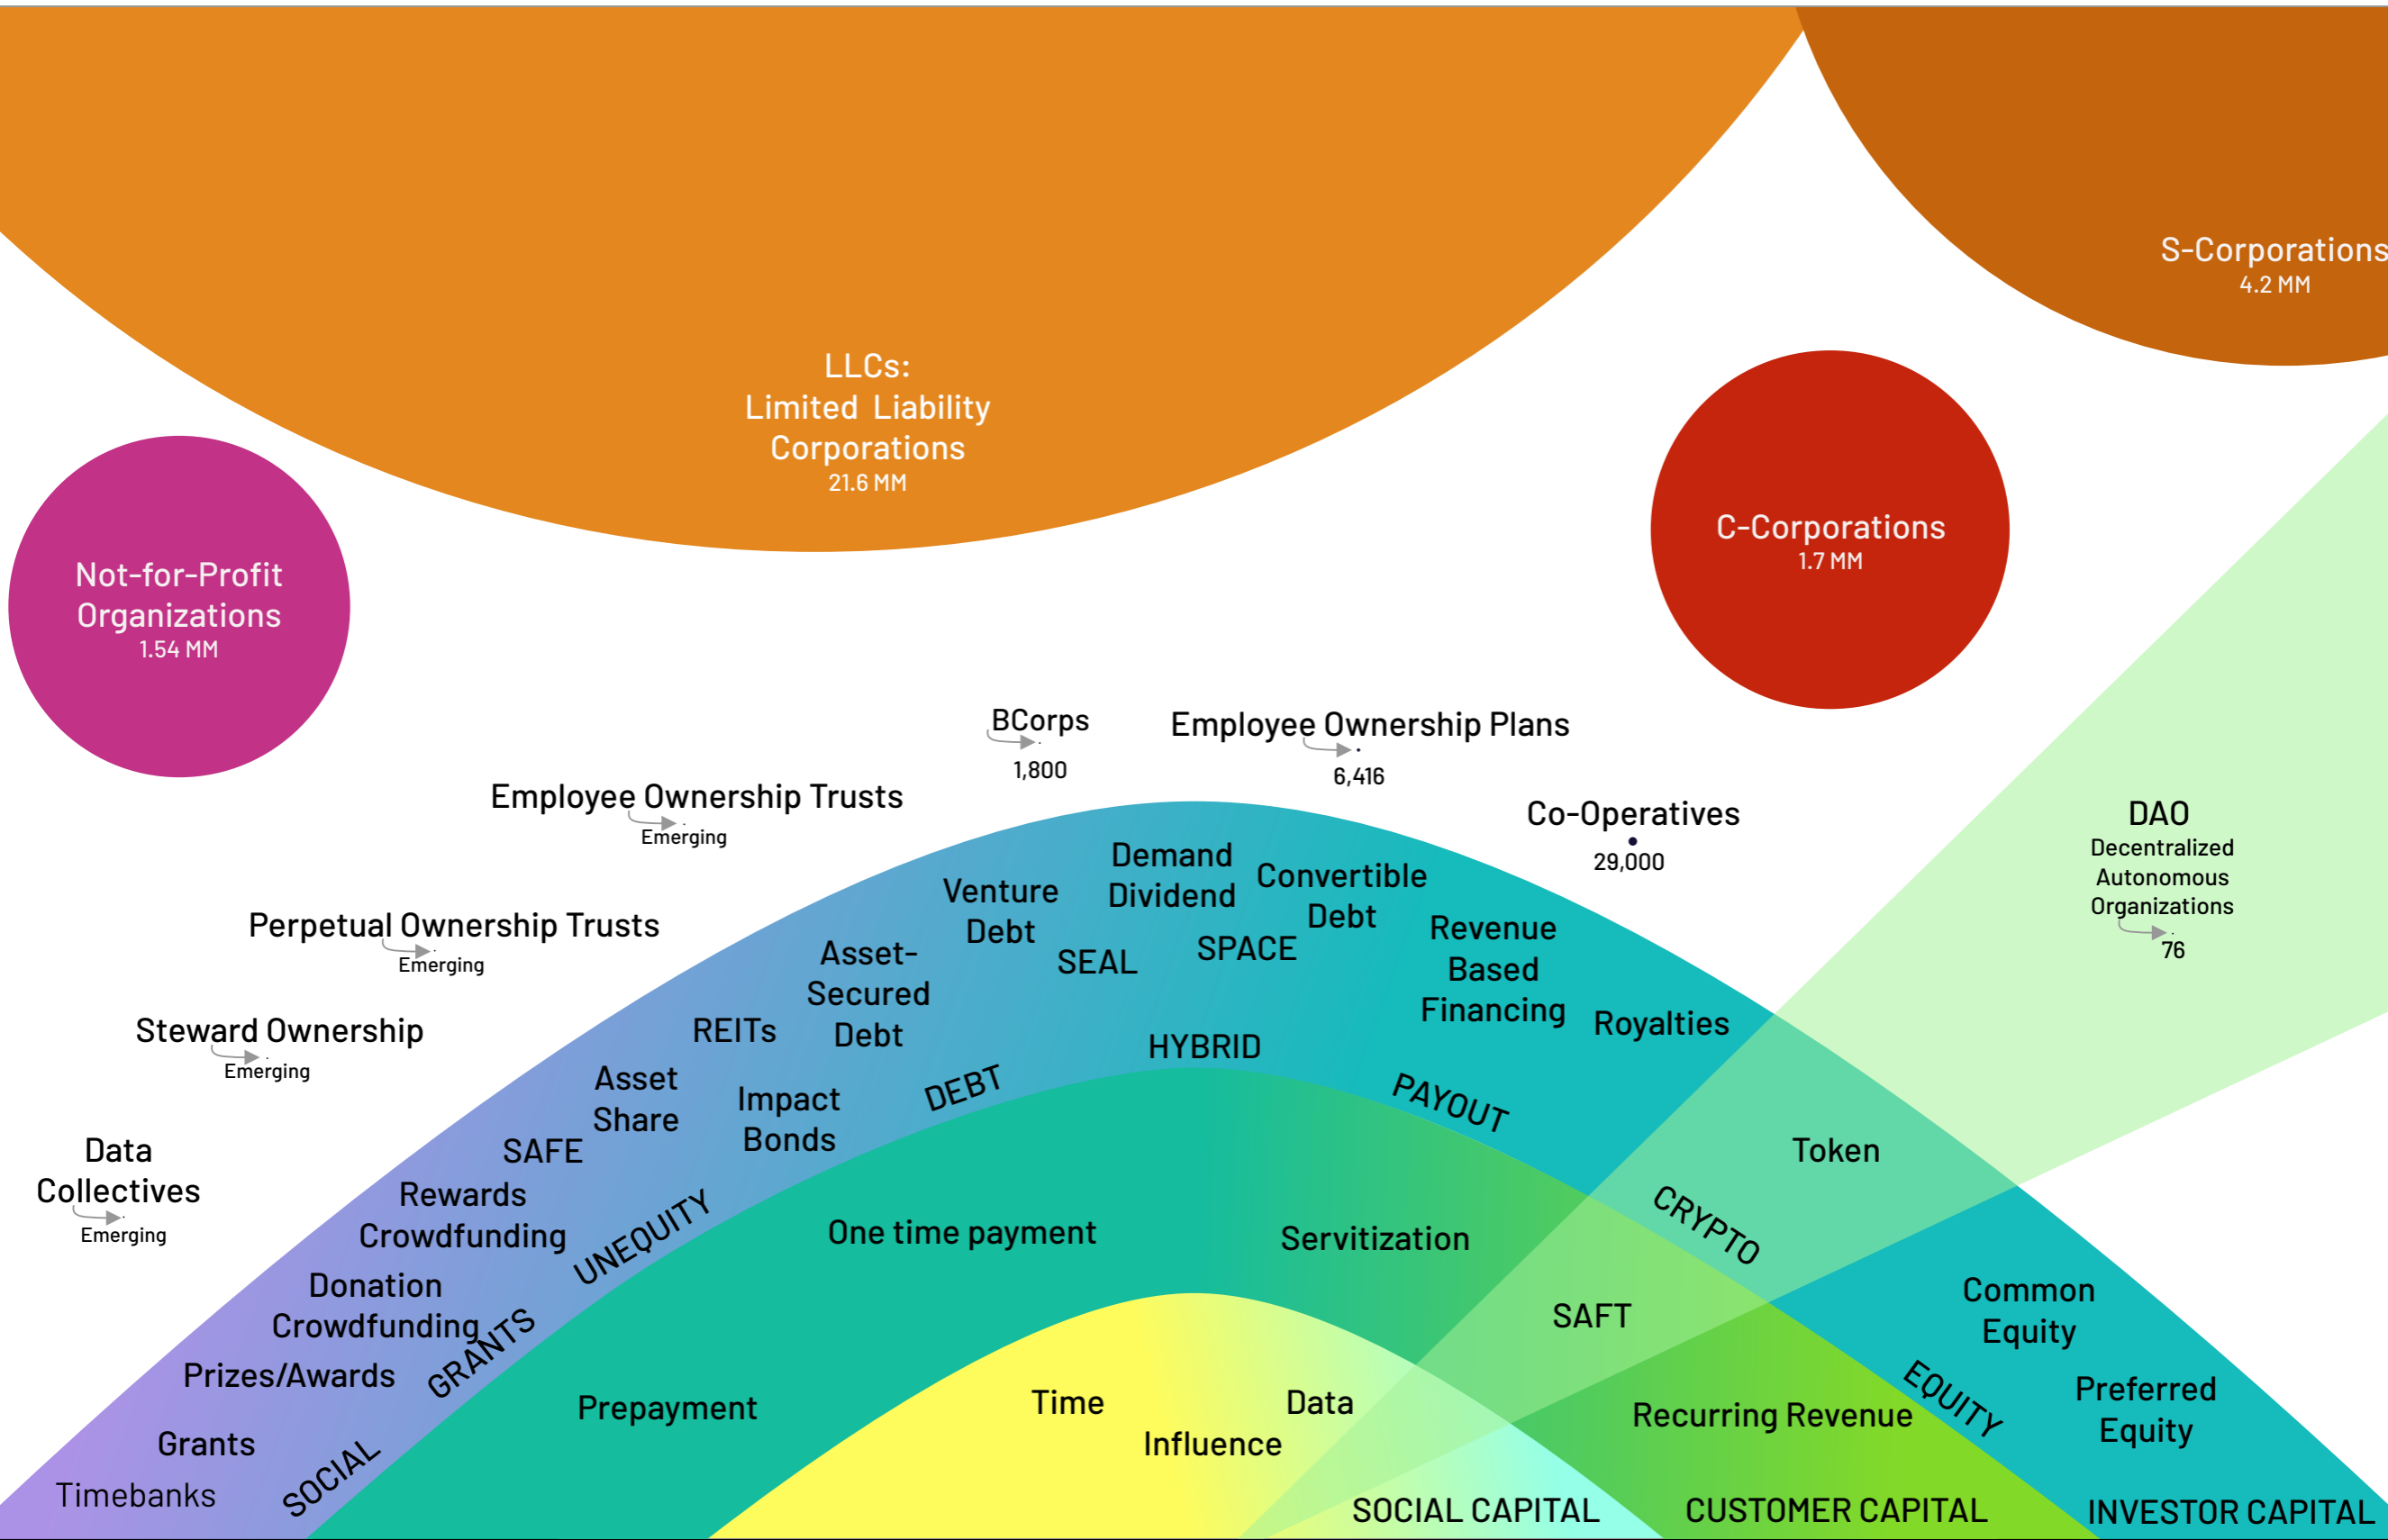 S-Corporations
4.2 MM
LLCs:
Limited Liability
Corporations
21.6 MM
C-Corporations
1.7 MM
Not-for-Profit
Organizations
1.54 MM
BCorps
1,800
Employee Ownership Plans
6,416
Employee Ownership Trusts
Emerging
Co-Operatives
29,000
DAO
Decentralized
Autonomous
Organizations
76
Perpetual Ownership Trusts
Emerging
Steward Ownership
Emerging
Data
Collectives
Emerging
Demand
Dividend
Convertible
Debt
Venture
Debt
SEAL
SPACE
Revenue
Based
Financing
Royalties
Asset-
Secured
Debt
REITs
HYBRID
DEBT
PAYOUT
Asset
Share
Impact
Bonds
SAFE
Rewards
Crowdfunding
UNEQUITY
Donation
Crowdfunding
GRANTS
Prizes/Awards
Grants
Timebanks
SOCIAL
Token
CRYPTO
Common
Equity
EQUITY
Preferred
Equity
INVESTOR CAPITAL
One time payment
Servitization
SAFT
Prepayment
Recurring Revenue
CUSTOMER CAPITAL
Time
Data
Influence
SOCIAL CAPITAL